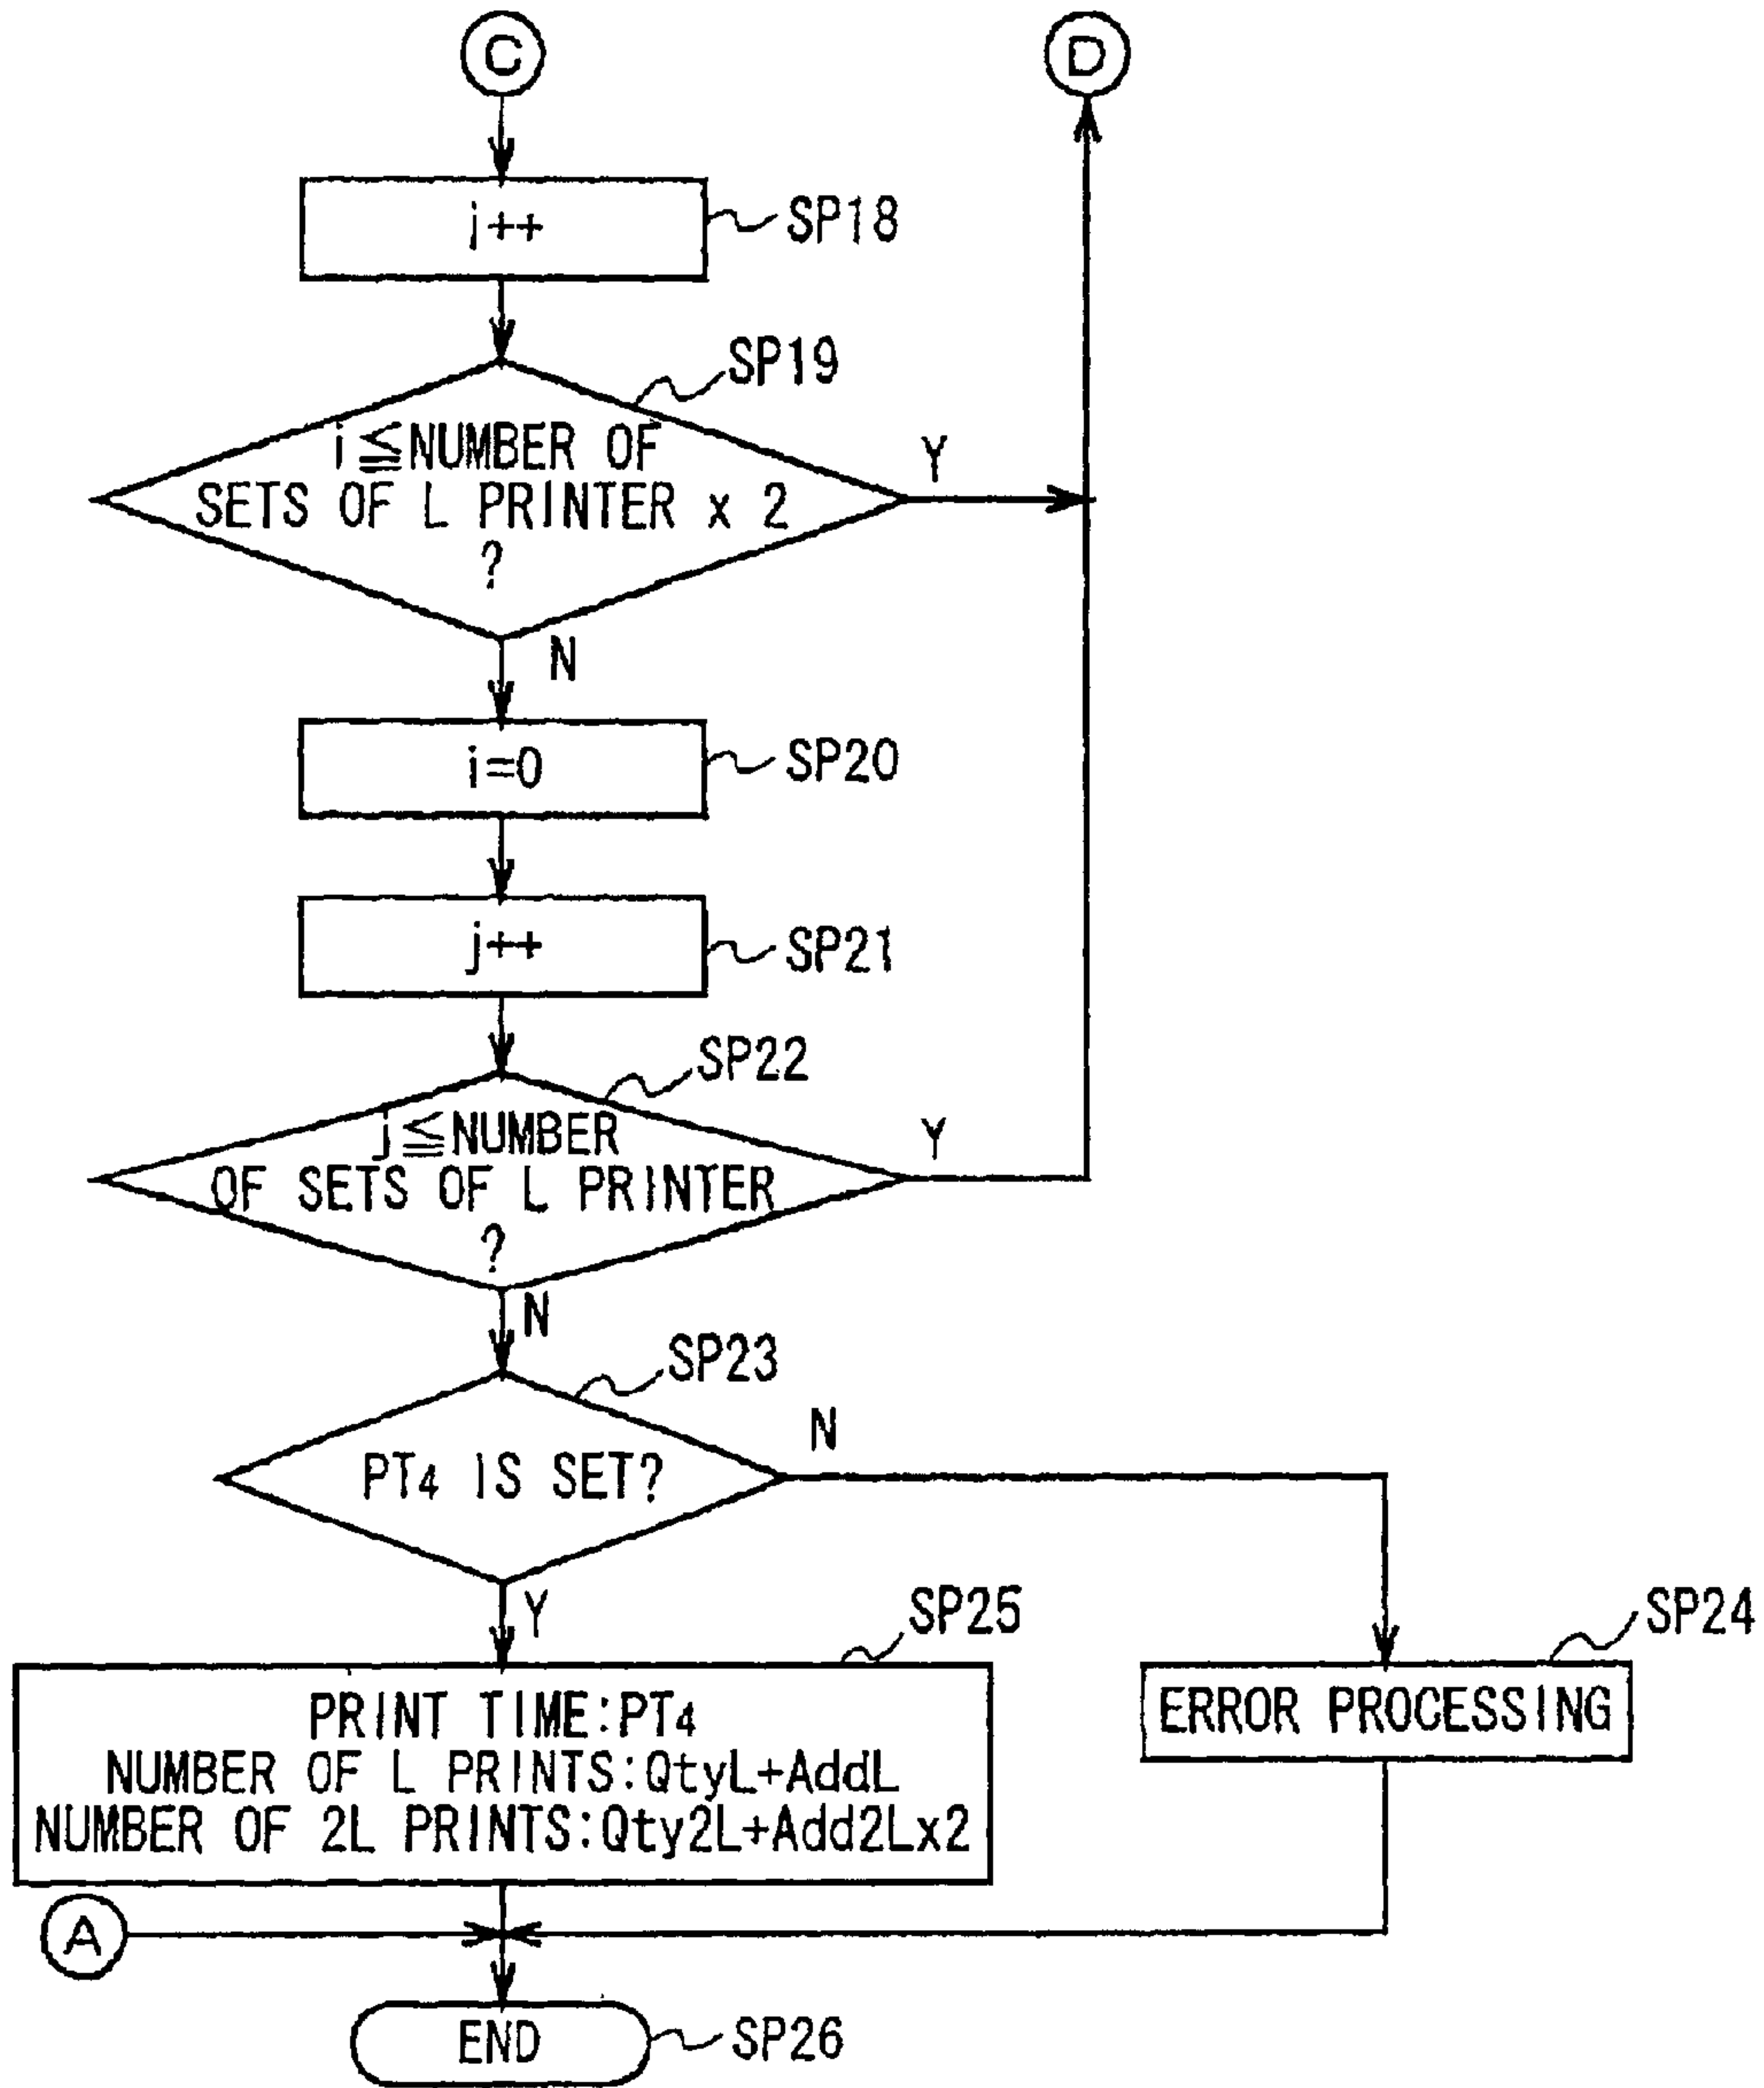 C
D
j++
SP18
SP19
i≦NUMBER OF
SETS OF L PRINTER x 2
?
Y
N
i=0
SP20
j++
SP21
SP22
j≦NUMBER
OF SETS OF L PRINTER
?
Y
N
SP23
PT4 IS SET?
N
Y
SP25
SP24
PRINT TIME:PT4
NUMBER OF L PRINTS:QtyL+AddL
NUMBER OF 2L PRINTS:Qty2L+Add2Lx2
ERROR PROCESSING
A
END
SP26